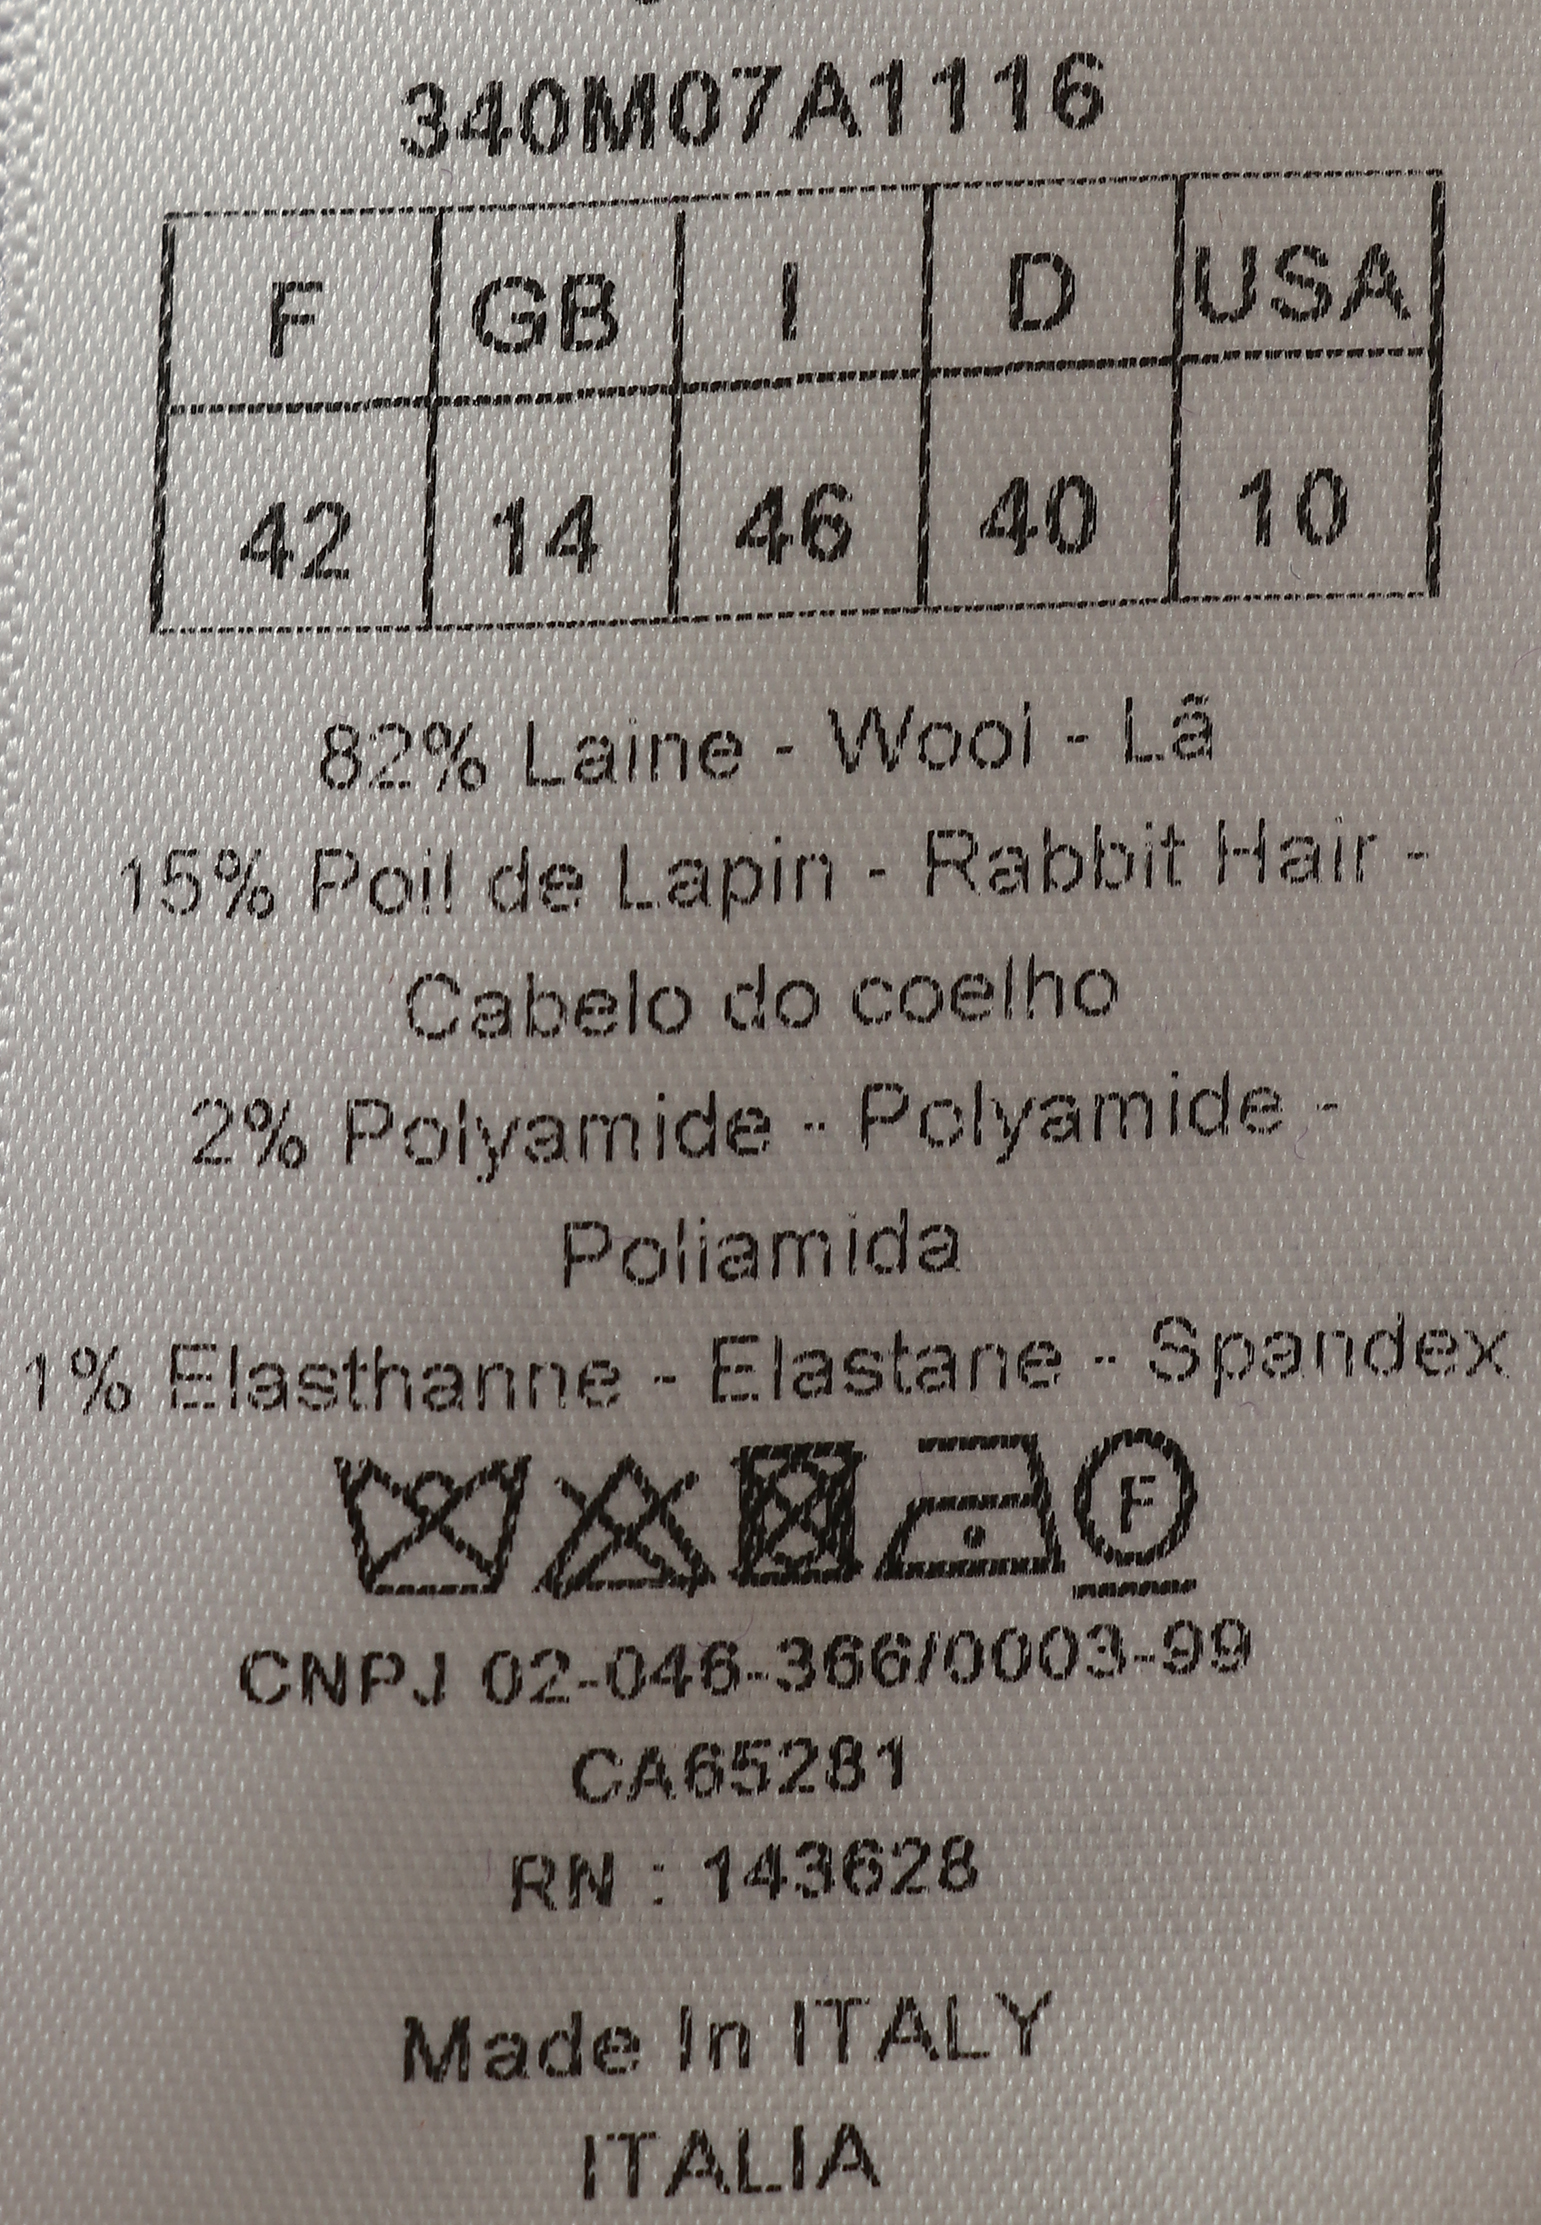 340M07A1116
F GB I D USA
42 14 46 40 10
82% Laine - Wool - Lã
15% Poil de Lapin - Rabbit Hair -
Cabelo do coelho
2% Polyamide - Polyamide -
Poliamida
1% Elasthanne - Elastane - Spandex
F
CNPJ 02-046-366/0003-99
CA65281
RN : 143628
Made In ITALY
ITALIA